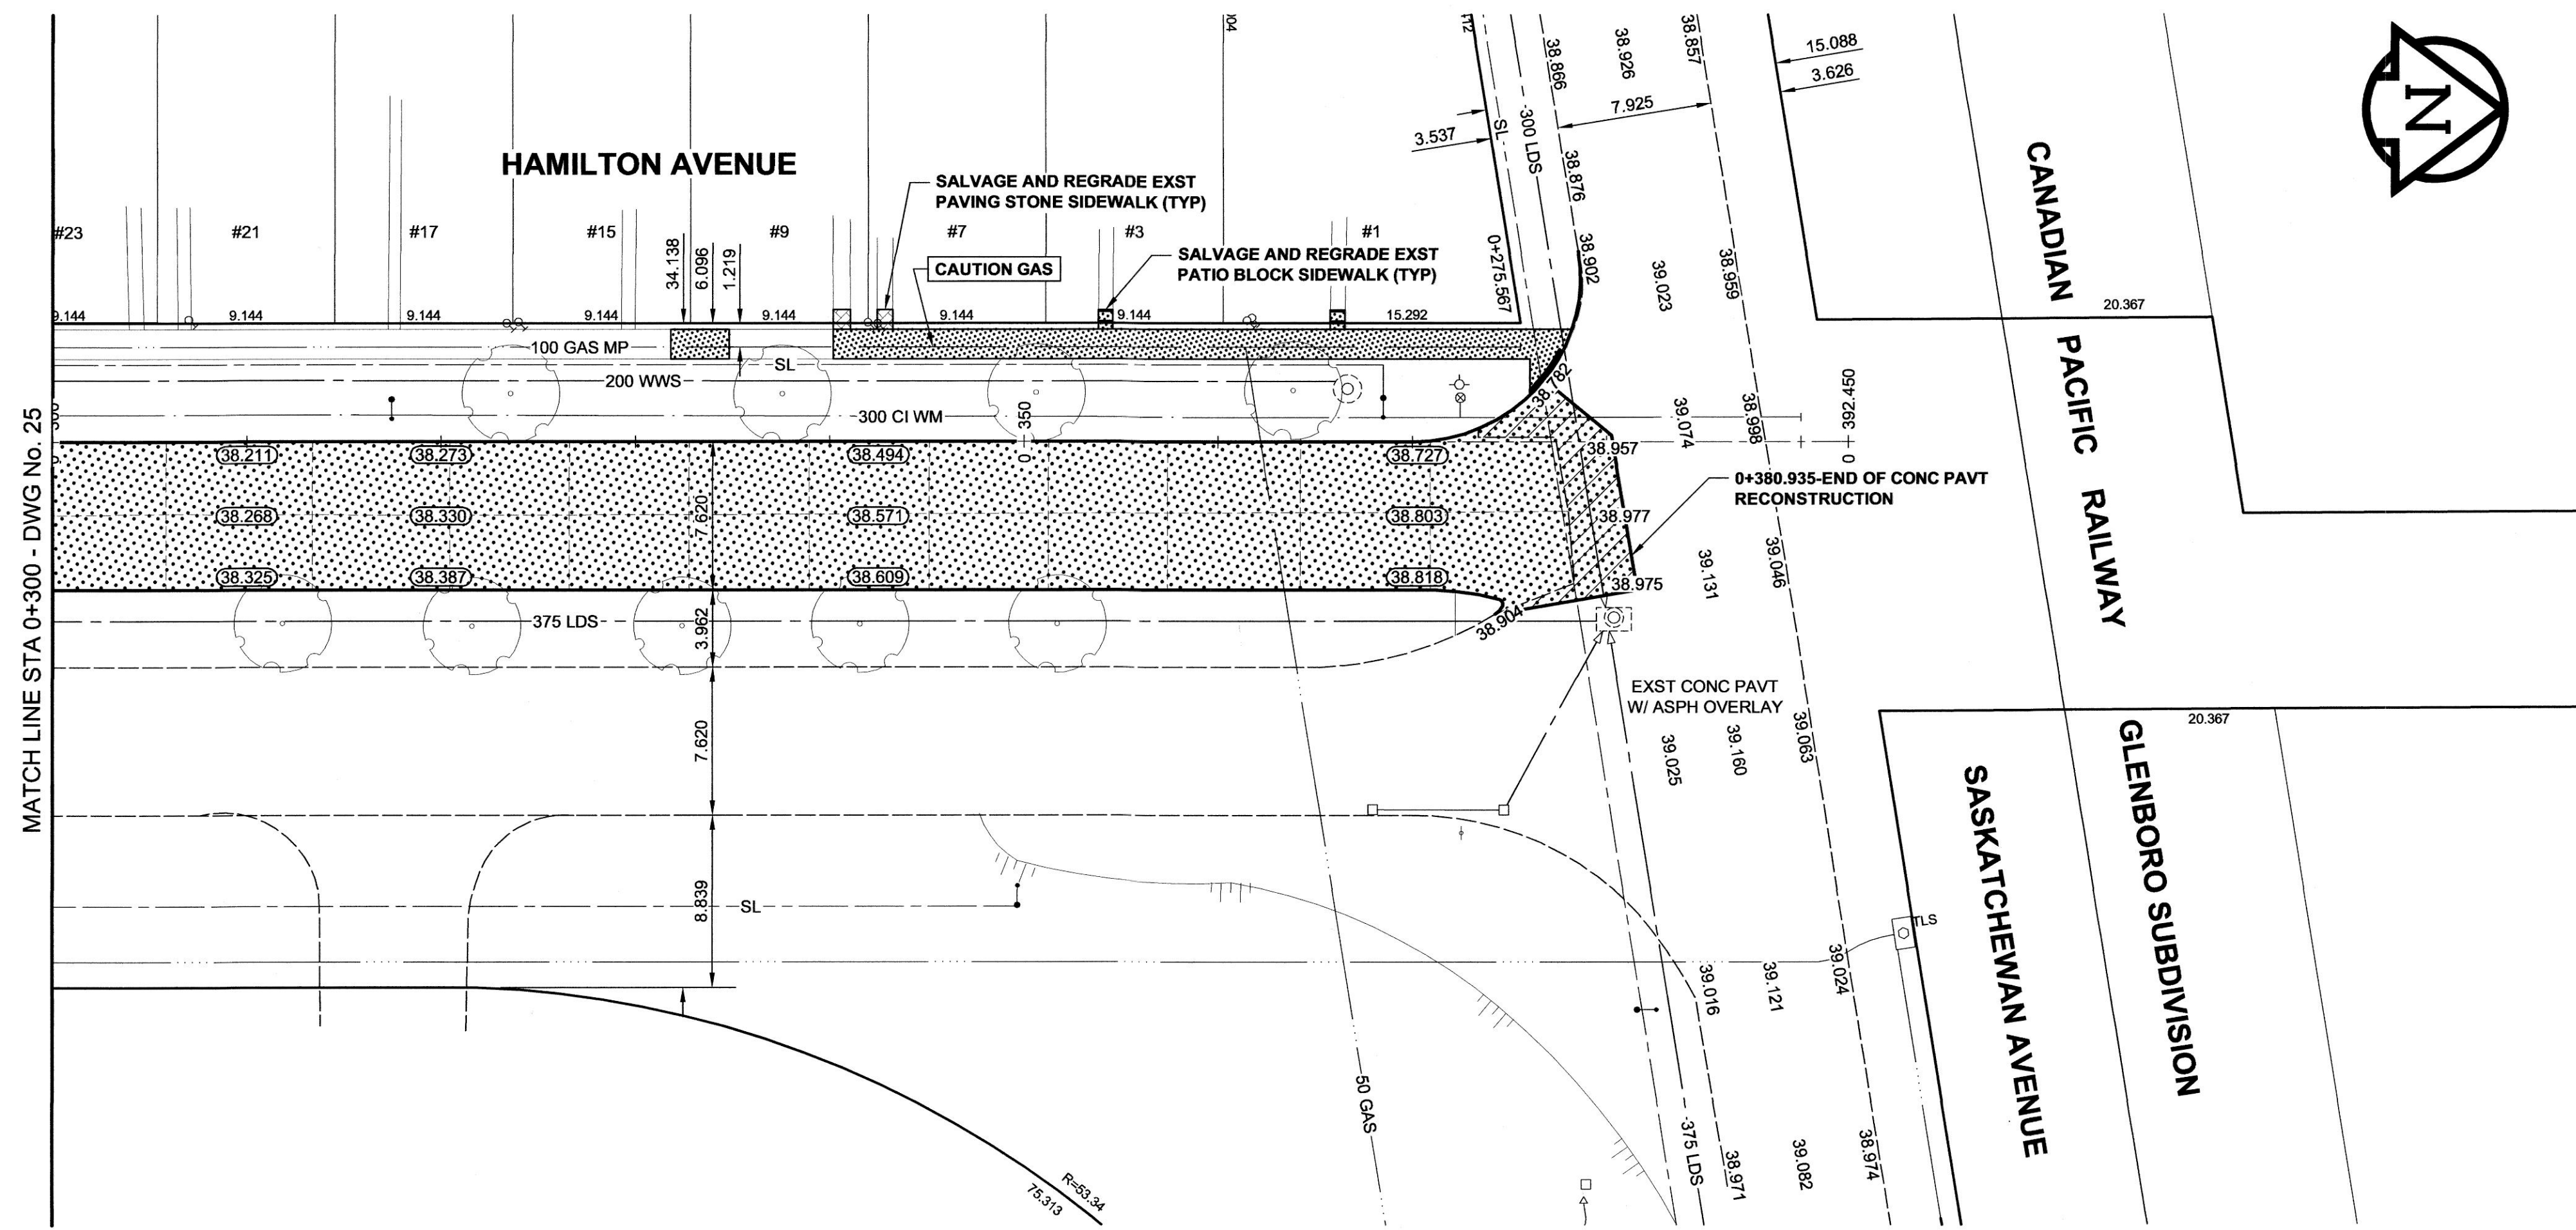 HAMILTON AVENUE
N
04
12
38.866
38.926
38.857
15.088
3.626
7.925
3.537
SL
300 LDS
38.876
SALVAGE AND REGRADE EXST
PAVING STONE SIDEWALK (TYP)
#23
#21
#17
#15
#9
#7
#3
#1
34.138
6.096
1.219
CAUTION GAS
SALVAGE AND REGRADE EXST
PATIO BLOCK SIDEWALK (TYP)
0+275.567
38.902
39.023
38.959
9.144
9.144
9.144
9.144
9.144
9.144
9.144
15.292
20.367
100 GAS MP
SL
200 WWS
300 CI WM
0 350
38.782
39.074
38.998
0 392.450
CANADIAN PACIFIC RAILWAY
MATCH LINE STA 0+300 - DWG No. 25
38.211
38.273
38.494
38.727
38.957
7.620
0+380.935-END OF CONC PAVT
RECONSTRUCTION
38.268
38.330
38.571
38.803
38.977
38.325
38.387
38.609
38.818
38.975
39.131
39.046
375 LDS
3.962
38.904
EXST CONC PAVT
W/ ASPH OVERLAY
7.620
39.025
39.160
39.063
20.367
GLENBORO SUBDIVISION
SASKATCHEWAN AVENUE
8.839
SL
TLS
39.016
39.121
39.024
50 GAS
375 LDS
38.971
39.082
38.974
R=53.34
75.313